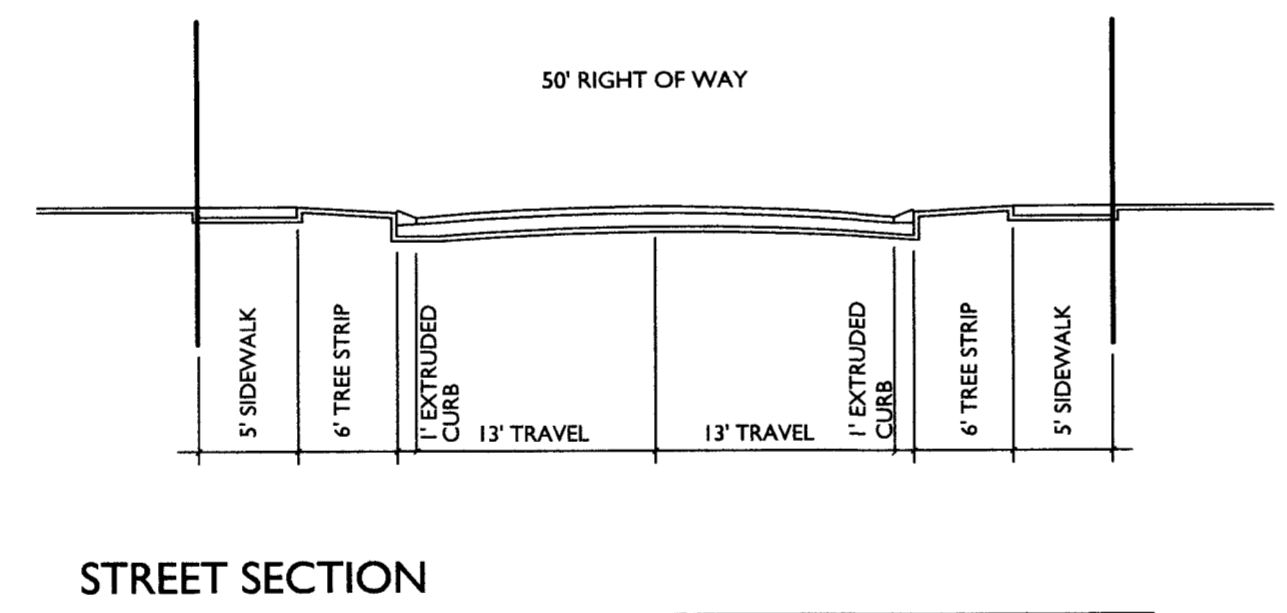 50' RIGHT OF WAY
5' SIDEWALK
6' TREE STRIP
1' EXTRUDED
CURB
13' TRAVEL
13' TRAVEL
1' EXTRUDED
CURB
6' TREE STRIP
5' SIDEWALK
STREET SECTION